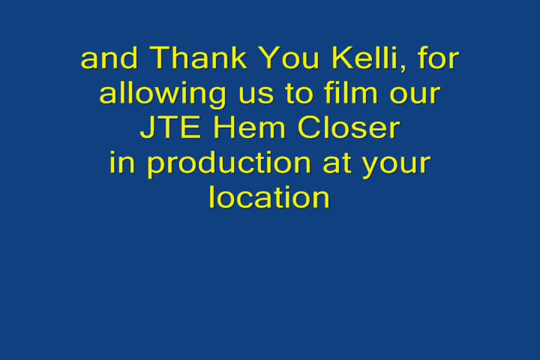 and Thank You Kelli, for
allowing us to film our
JTE Hem Closer
in production at your
location